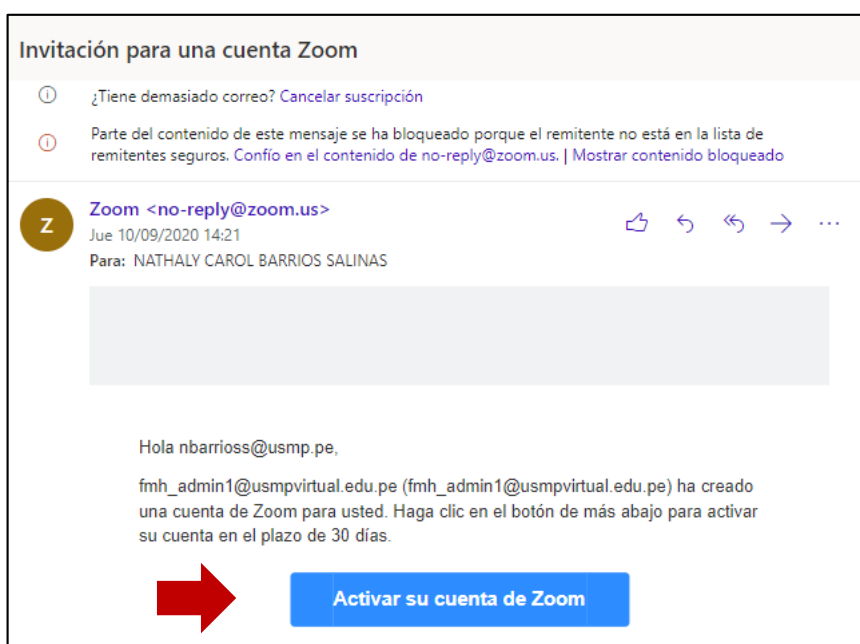 Invitación para una cuenta Zoom
¿Tiene demasiado correo? Cancelar suscripción
Parte del contenido de este mensaje se ha bloqueado porque el remitente no está en la lista de
remitentes seguros. Confío en el contenido de no-reply@zoom.us. | Mostrar contenido bloqueado
Z
Zoom <no-reply@zoom.us>
Jue 10/09/2020 14:21
Para: NATHALY CAROL BARRIOS SALINAS
Hola nbarrioss@usmp.pe,
fmh_admin1@usmpvirtual.edu.pe (fmh_admin1@usmpvirtual.edu.pe) ha creado
una cuenta de Zoom para usted. Haga clic en el botón de más abajo para activar
su cuenta en el plazo de 30 días.
Activar su cuenta de Zoom